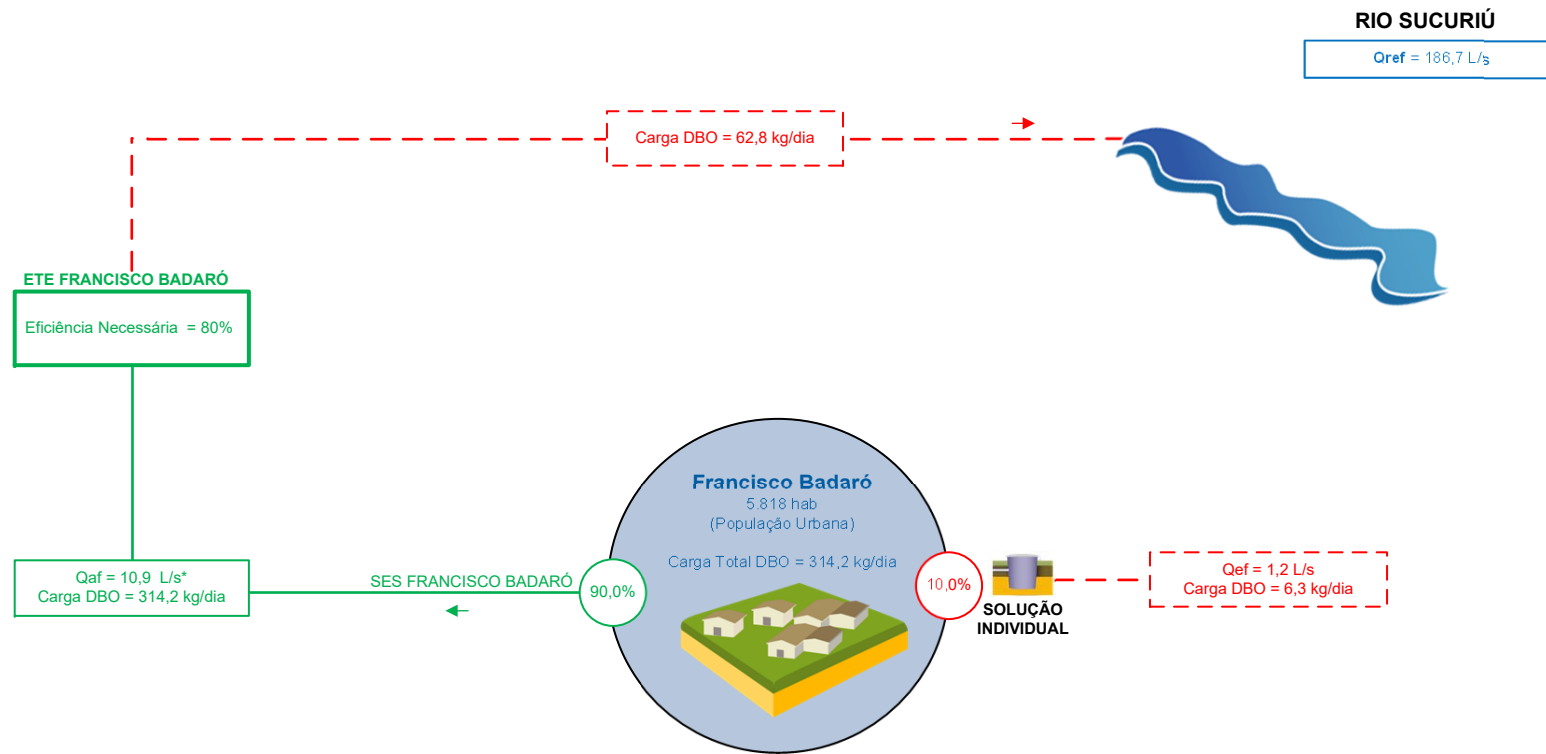 RIO SUCURIÚ
Qref = 186,7 L/s
Carga DBO = 62,8 kg/dia
ETE FRANCISCO BADARÓ
Eficiência Necessária = 80%
Francisco Badaró
5.818 hab
(População Urbana)
Carga Total DBO = 314,2 kg/dia
Qaf = 10,9 L/s*
Carga DBO = 314,2 kg/dia
SES FRANCISCO BADARÓ
90,0%
10,0%
SOLUÇÃO
INDIVIDUAL
Qef = 1,2 L/s
Carga DBO = 6,3 kg/dia